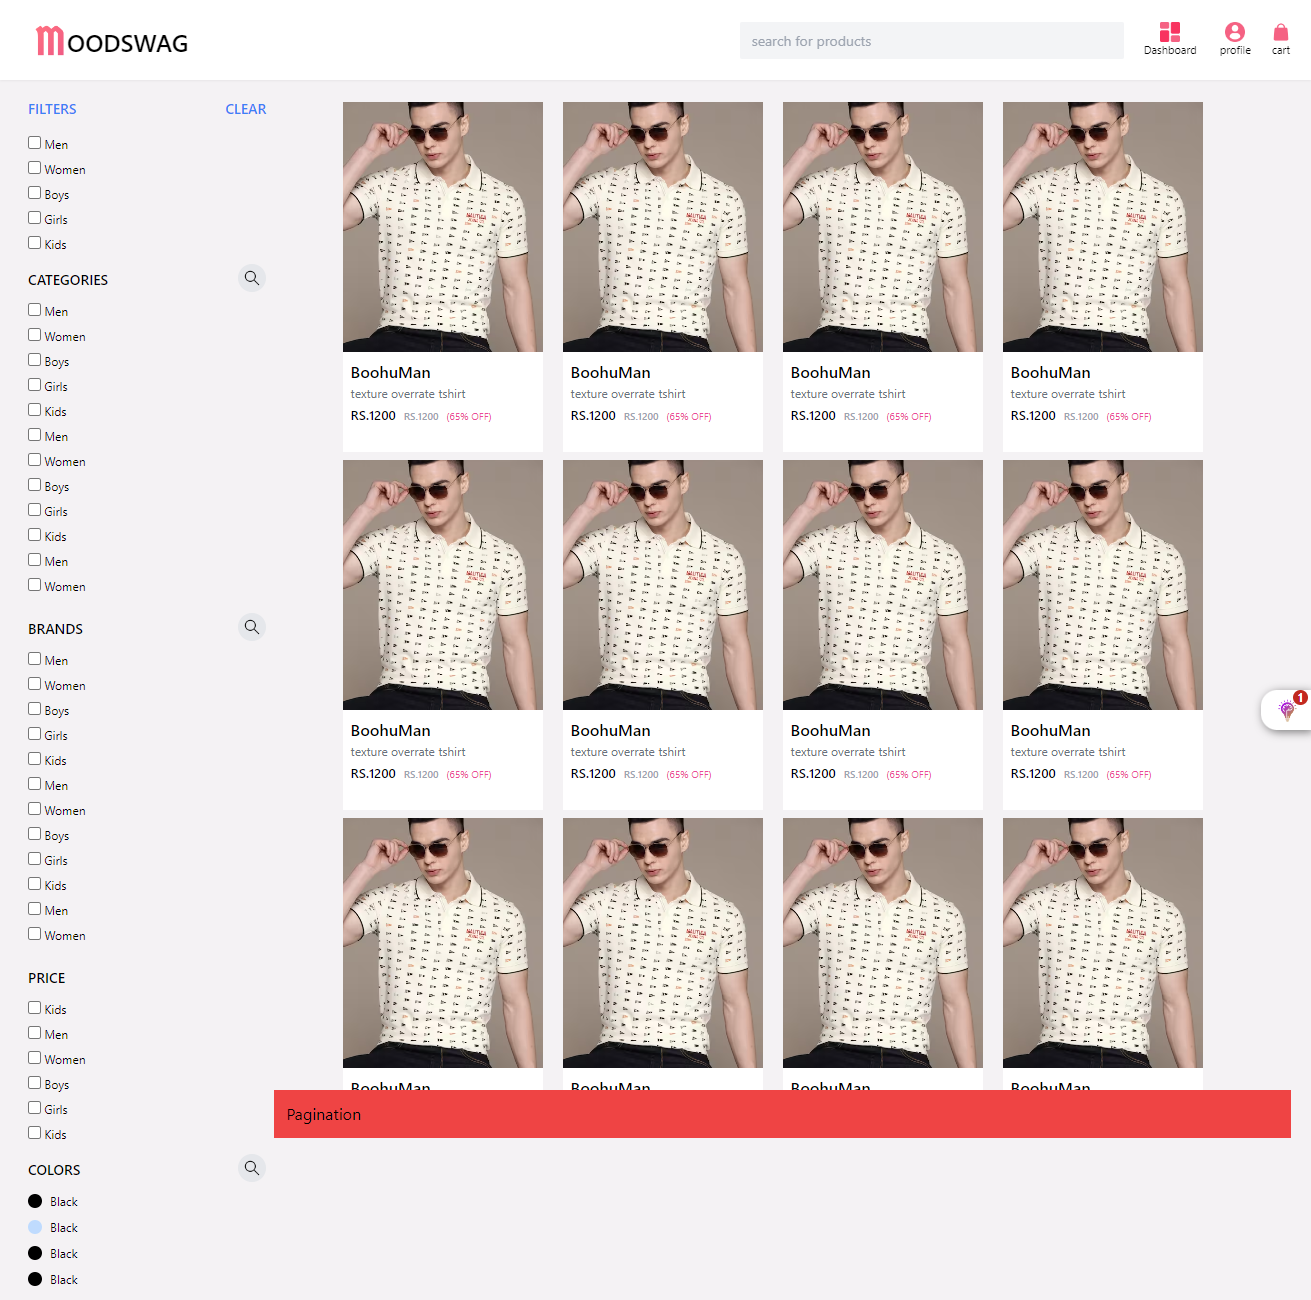 mOODSWAG
search for products
Dashboard
profile
cart
FILTERS CLEAR
Men
Women
Boys
Girls
Kids
CATEGORIES
Men
Women
Boys
Girls
Kids
Men
Women
Boys
Girls
Kids
Men
Women
BRANDS
Men
Women
Boys
Girls
Kids
Men
Women
Boys
Girls
Kids
Men
Women
PRICE
Kids
Men
Women
Boys
Girls
Kids
COLORS
Black
Black
Black
Black
BoohuMan BoohuMan BoohuMan BoohuMan
texture overrate tshirt texture overrate tshirt texture overrate tshirt texture overrate tshirt
RS.1200 RS.1200 (65% OFF) RS.1200 RS.1200 (65% OFF) RS.1200 RS.1200 (65% OFF) RS.1200 RS.1200 (65% OFF)
BoohuMan BoohuMan BoohuMan BoohuMan
texture overrate tshirt texture overrate tshirt texture overrate tshirt texture overrate tshirt
RS.1200 RS.1200 (65% OFF) RS.1200 RS.1200 (65% OFF) RS.1200 RS.1200 (65% OFF) RS.1200 RS.1200 (65% OFF)
BoohuMan BoohuMan BoohuMan BoohuMan
Pagination
1